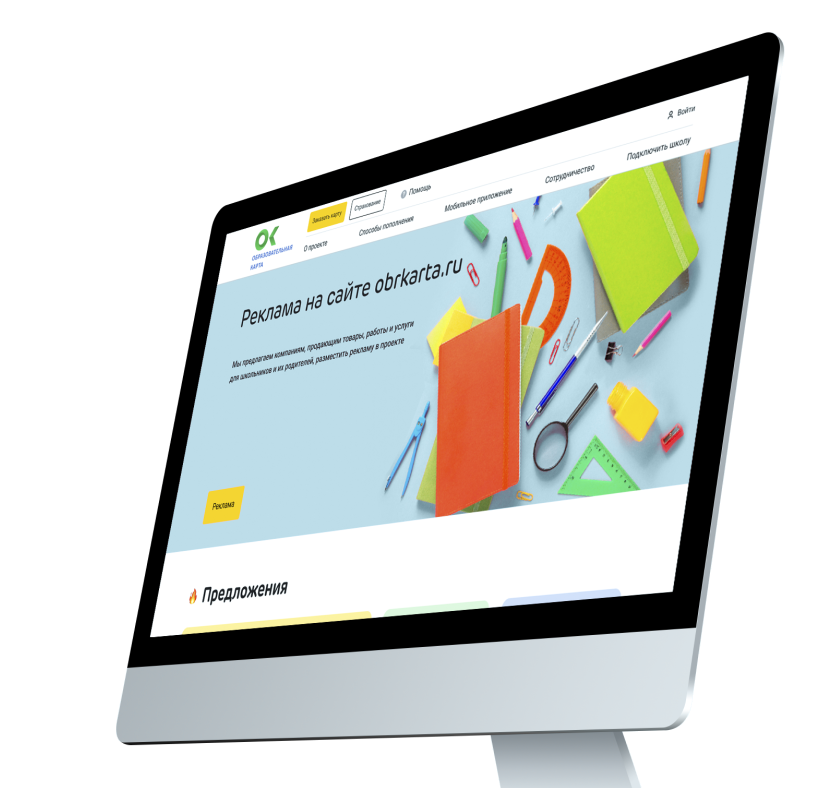 Войти
ОК
ОБРАЗОВАТЕЛЬНАЯ
КАРТА
Заказать карту
Страхование
Помощь
О проекте
Способы пополнения
Мобильное приложение
Сотрудничество
Подключить школу
Реклама на сайте obrkarta.ru
Мы предлагаем компаниям, продающим товары, работы и услуги
для школьников и их родителей, разместить рекламу в проекте
Реклама
Предложения